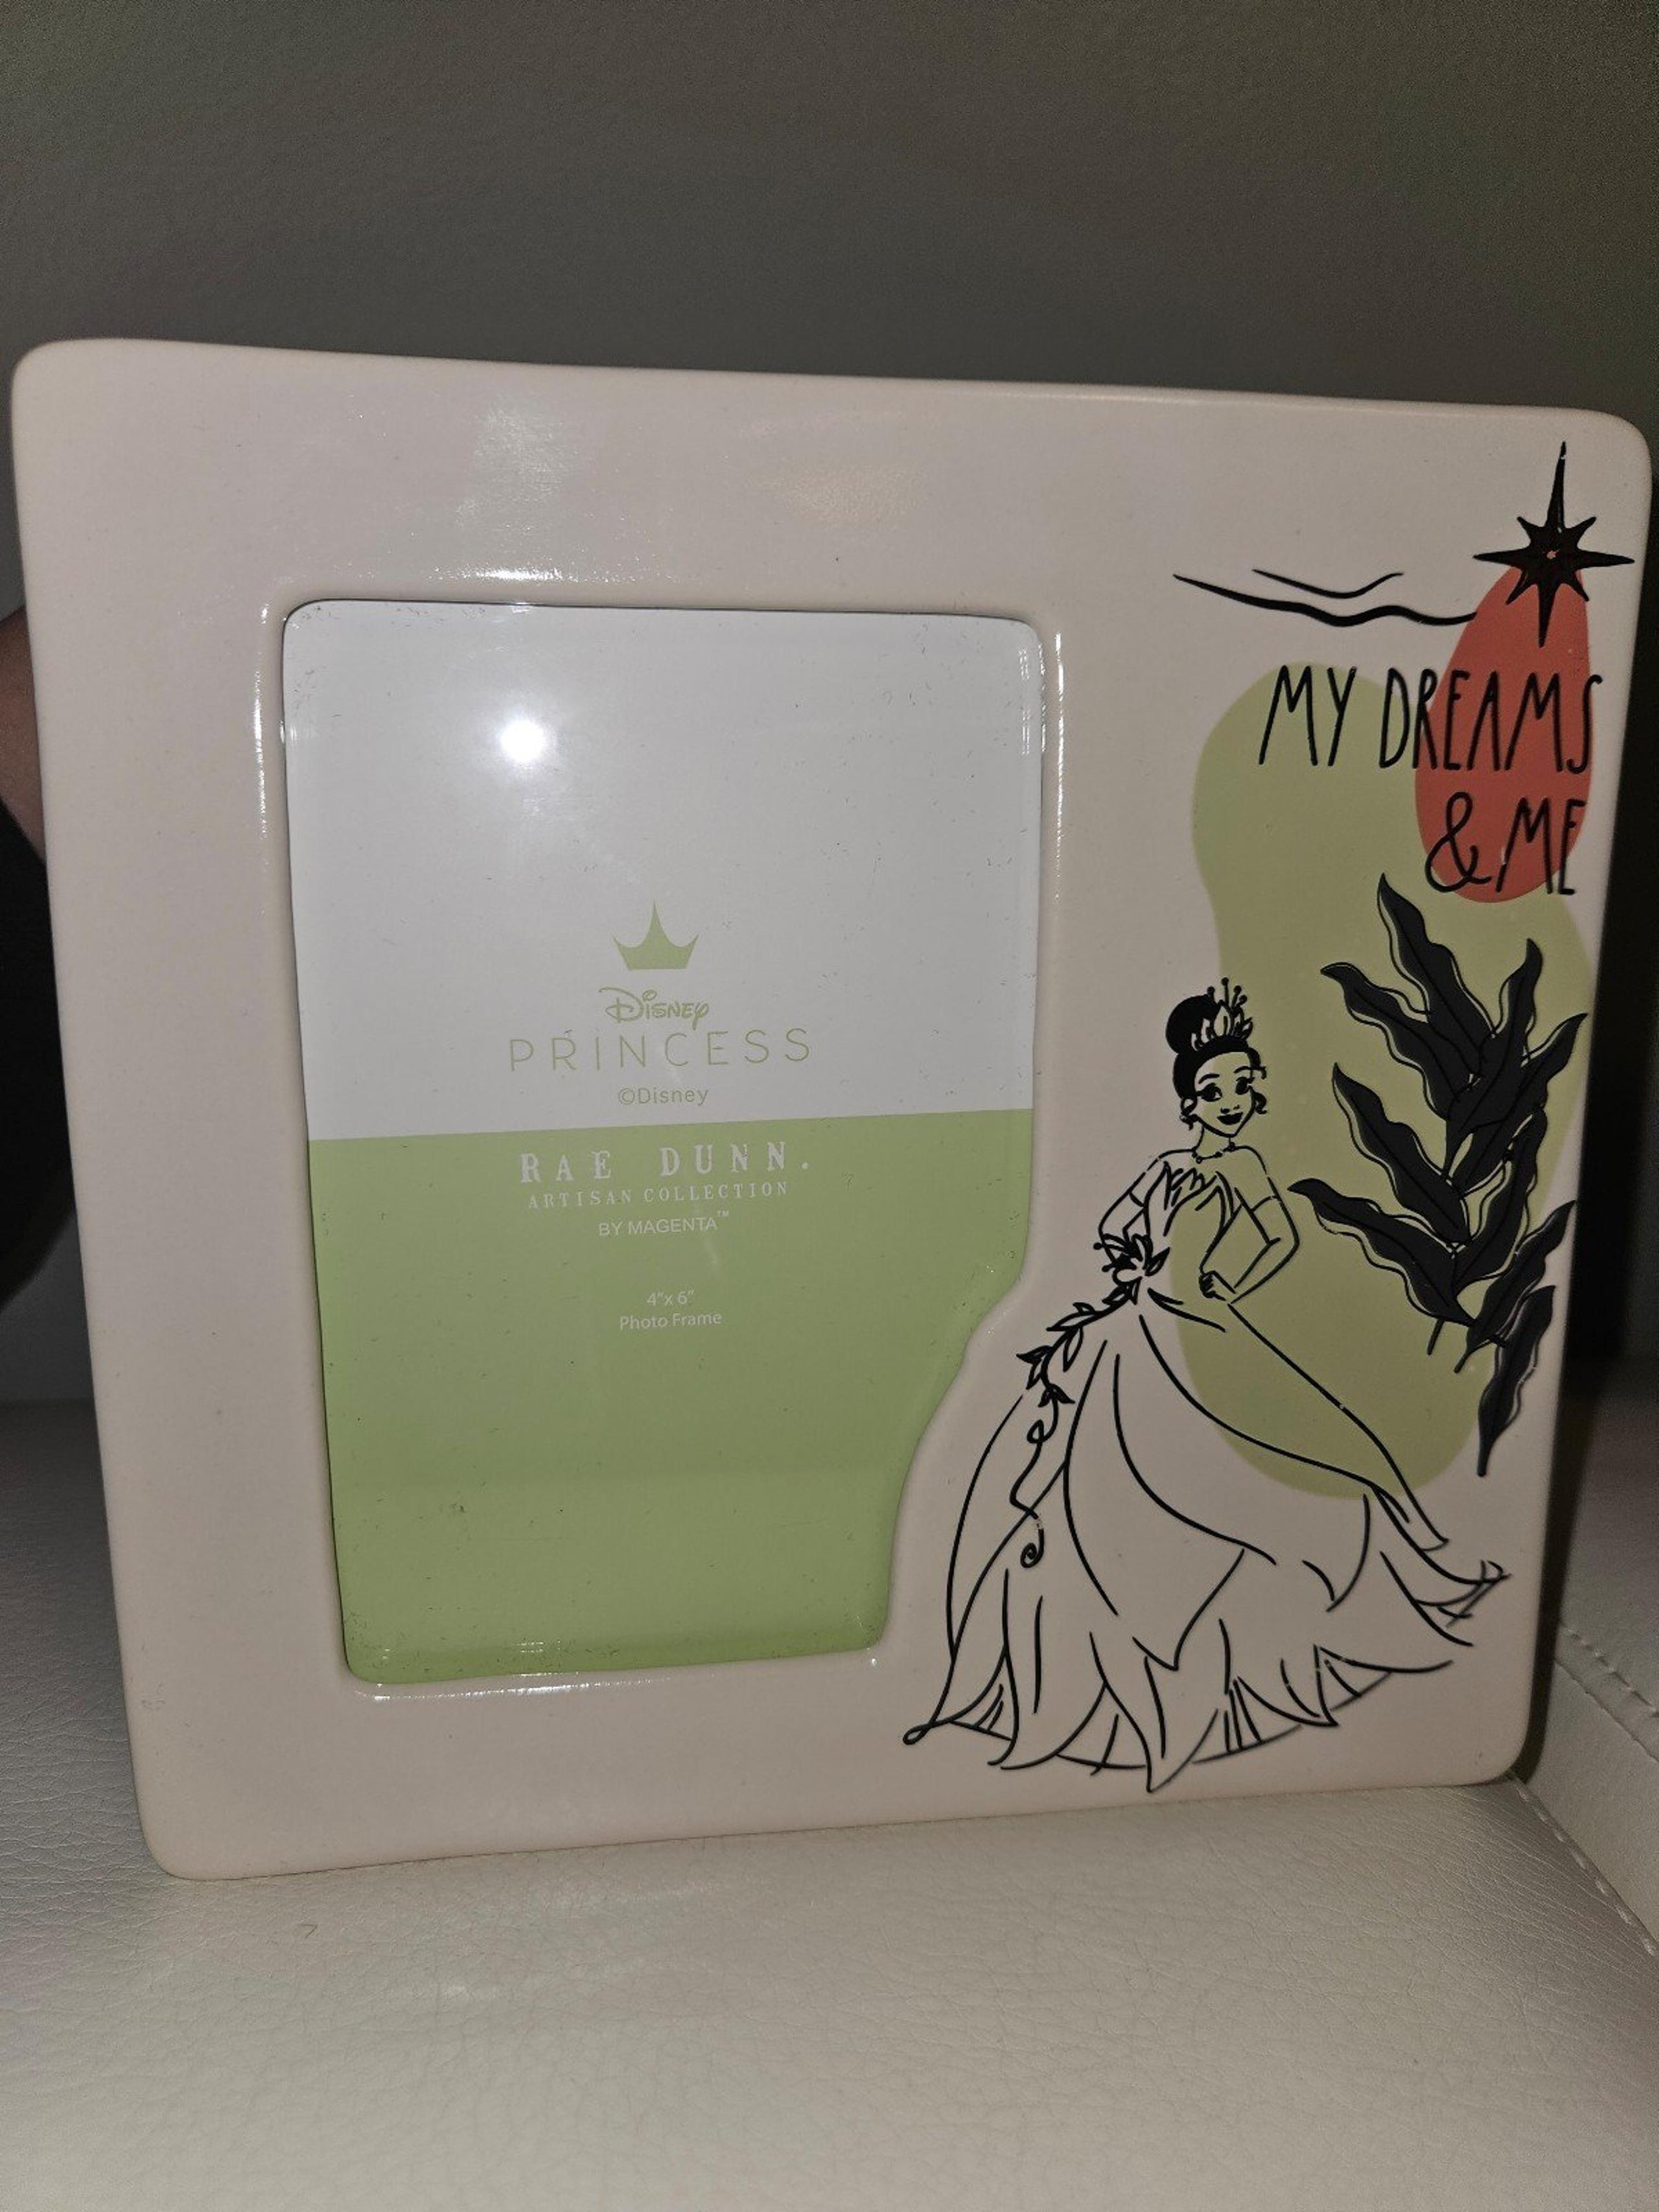 MY DREAMS
& ME
Disney
PRINCESS
©Disney
RAE DUNN.
ARTISAN COLLECTION
BY MAGENTA™
4"x 6"
Photo Frame